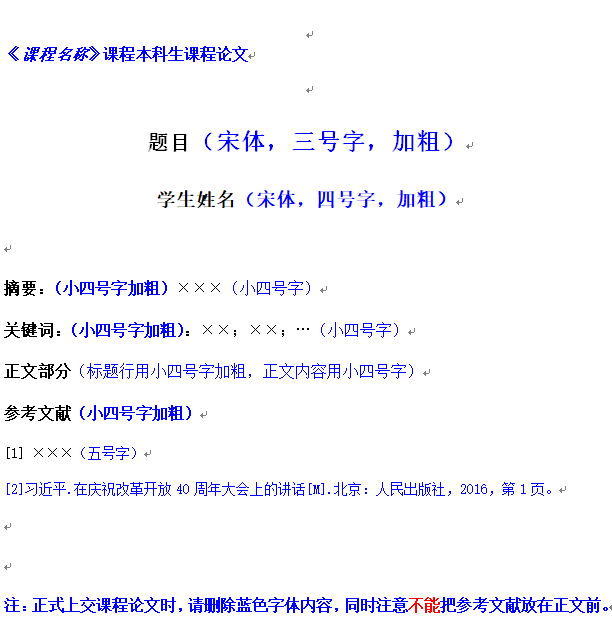 《课程名称》课程本科生课程论文
题目（宋体，三号字，加粗）
学生姓名（宋体，四号字，加粗）
摘要：（小四号字加粗）×××（小四号字）
关键词：（小四号字加粗）：××；××；…（小四号字）
正文部分（标题行用小四号字加粗，正文内容用小四号字）
参考文献（小四号字加粗）
[1] ×××（五号字）
[2]习近平.在庆祝改革开放 40 周年大会上的讲话[M].北京：人民出版社，2016，第 1 页。
注：正式上交课程论文时，请删除蓝色字体内容，同时注意不能把参考文献放在正文前。